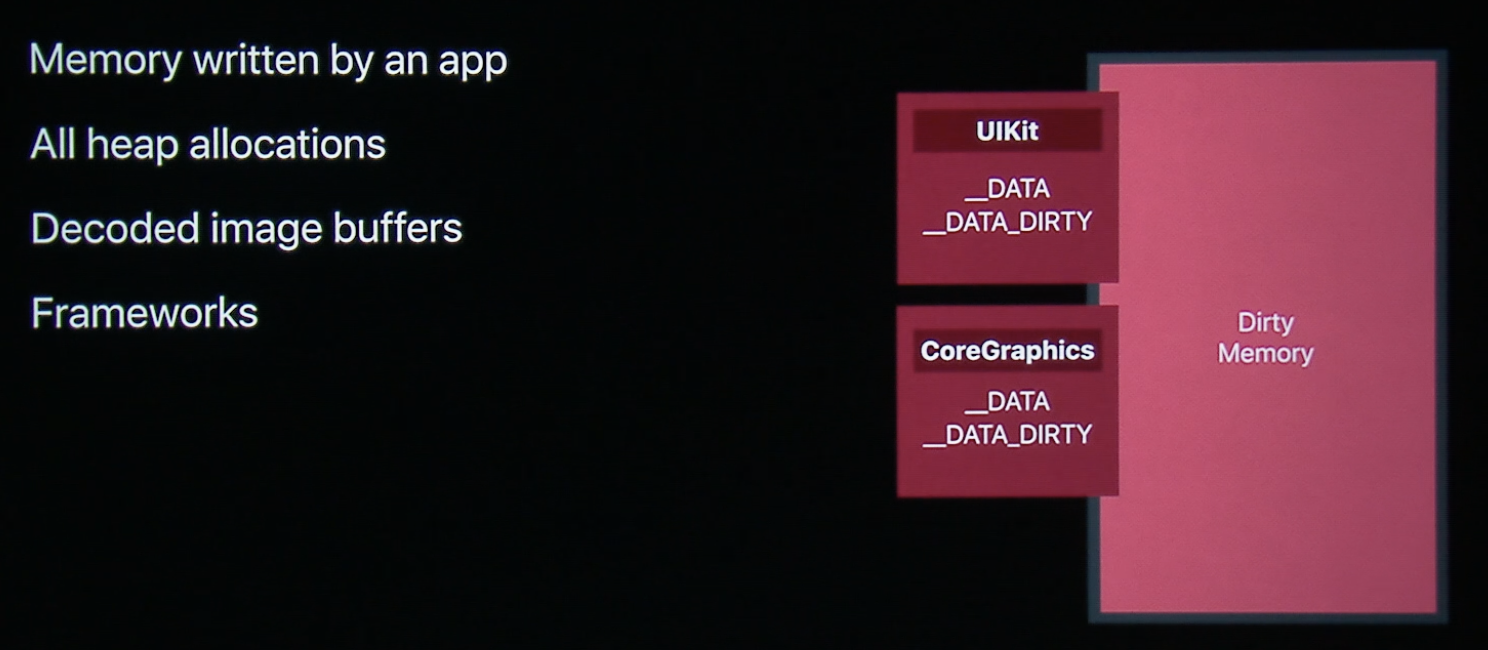 Memory written by an app
All heap allocations
Decoded image buffers
Frameworks
UIKit
__DATA
__DATA_DIRTY
CoreGraphics
__DATA
__DATA_DIRTY
Dirty
Memory